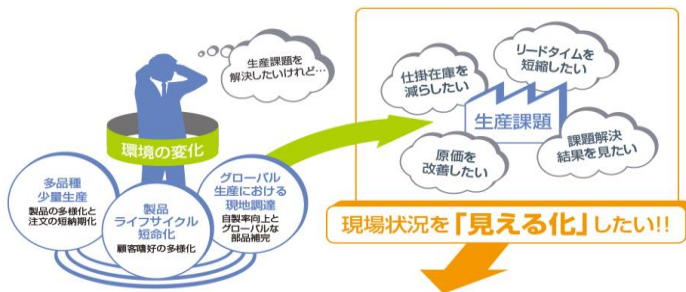 生産課題を
解決したいけれど…
環境の変化
多品種
少量生産
製品の多様化と
注文の短納期化
製品
ライフサイクル
短命化
顧客嗜好の多様化
グローバル
生産における
現地調達
自製率向上と
グローバルな
部品補完
仕掛在庫を
減らしたい
リードタイムを
短縮したい
生産課題
原価を
改善したい
課題解決
結果を見たい
現場状況を「見える化」したい!!